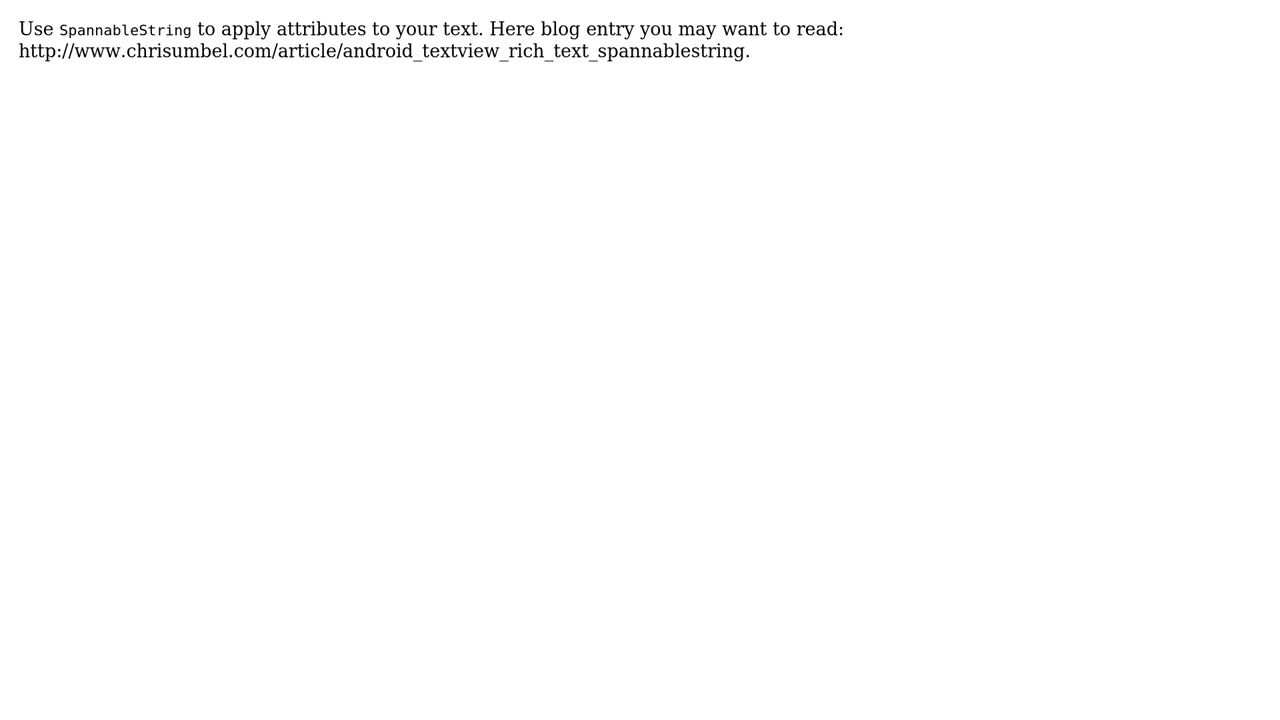 Use SpannableString to apply attributes to your text. Here blog entry you may want to read:
http://www.chrisumbel.com/article/android_textview_rich_text_spannablestring.